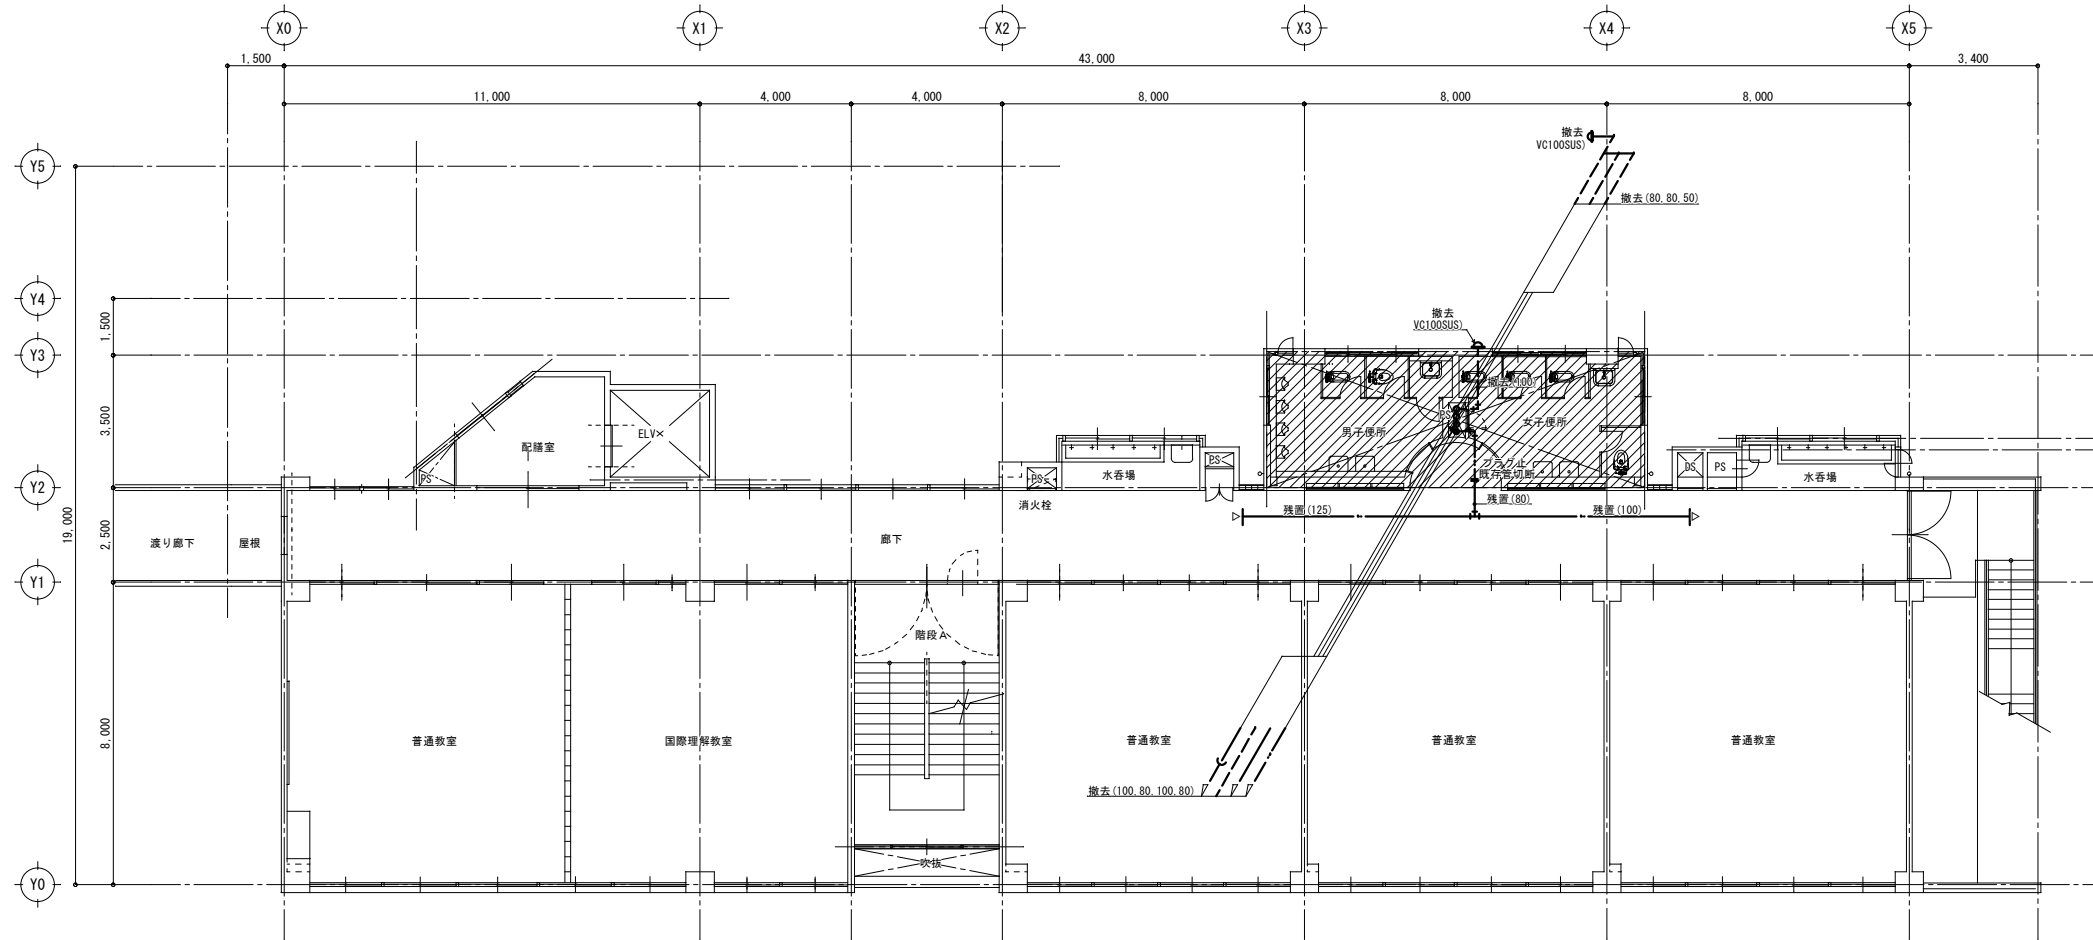 X0
X1
X2
X3
X4
X5
1,500
43,000
3,400
11,000
4,000
4,000
8,000
8,000
8,000
撤去
VC100SUS)
Y5
撤去(80.80.50)
Y4
撤去
VC100SUS)
1,500
Y3
撤去(100)
3,500
ELV
配膳室
PS
男子便所
女子便所
PS
PS
PS
水呑場
プラグ止
既存管切断
DS
PS
水呑場
Y2
消火栓
残置(80)
残置(125)
残置(100)
19,000
2,500
渡り廊下
屋根
廊下
Y1
階段A
8,000
普通教室
国際理解教室
普通教室
普通教室
普通教室
撤去(100.80.100.80)
吹抜
Y0